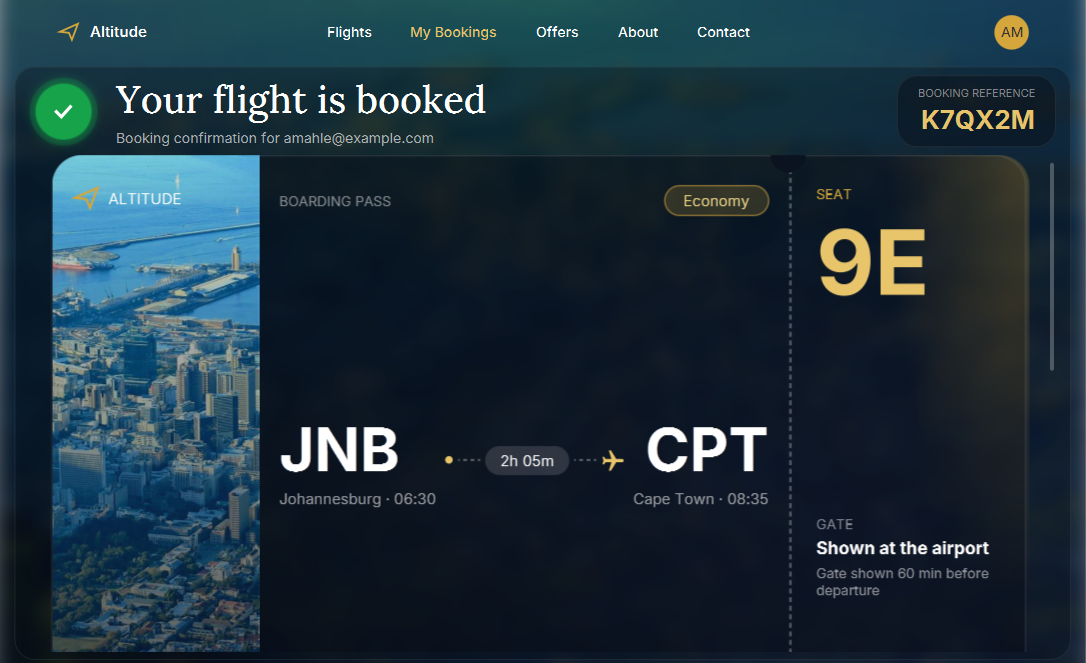 Altitude
Flights
My Bookings
Offers
About
Contact
AM
Your flight is booked
Booking confirmation for amahle@example.com
BOOKING REFERENCE
K7QX2M
ALTITUDE
BOARDING PASS
Economy
JNB
2h 05m
CPT
Johannesburg · 06:30
Cape Town · 08:35
SEAT
9E
GATE
Shown at the airport
Gate shown 60 min before
departure